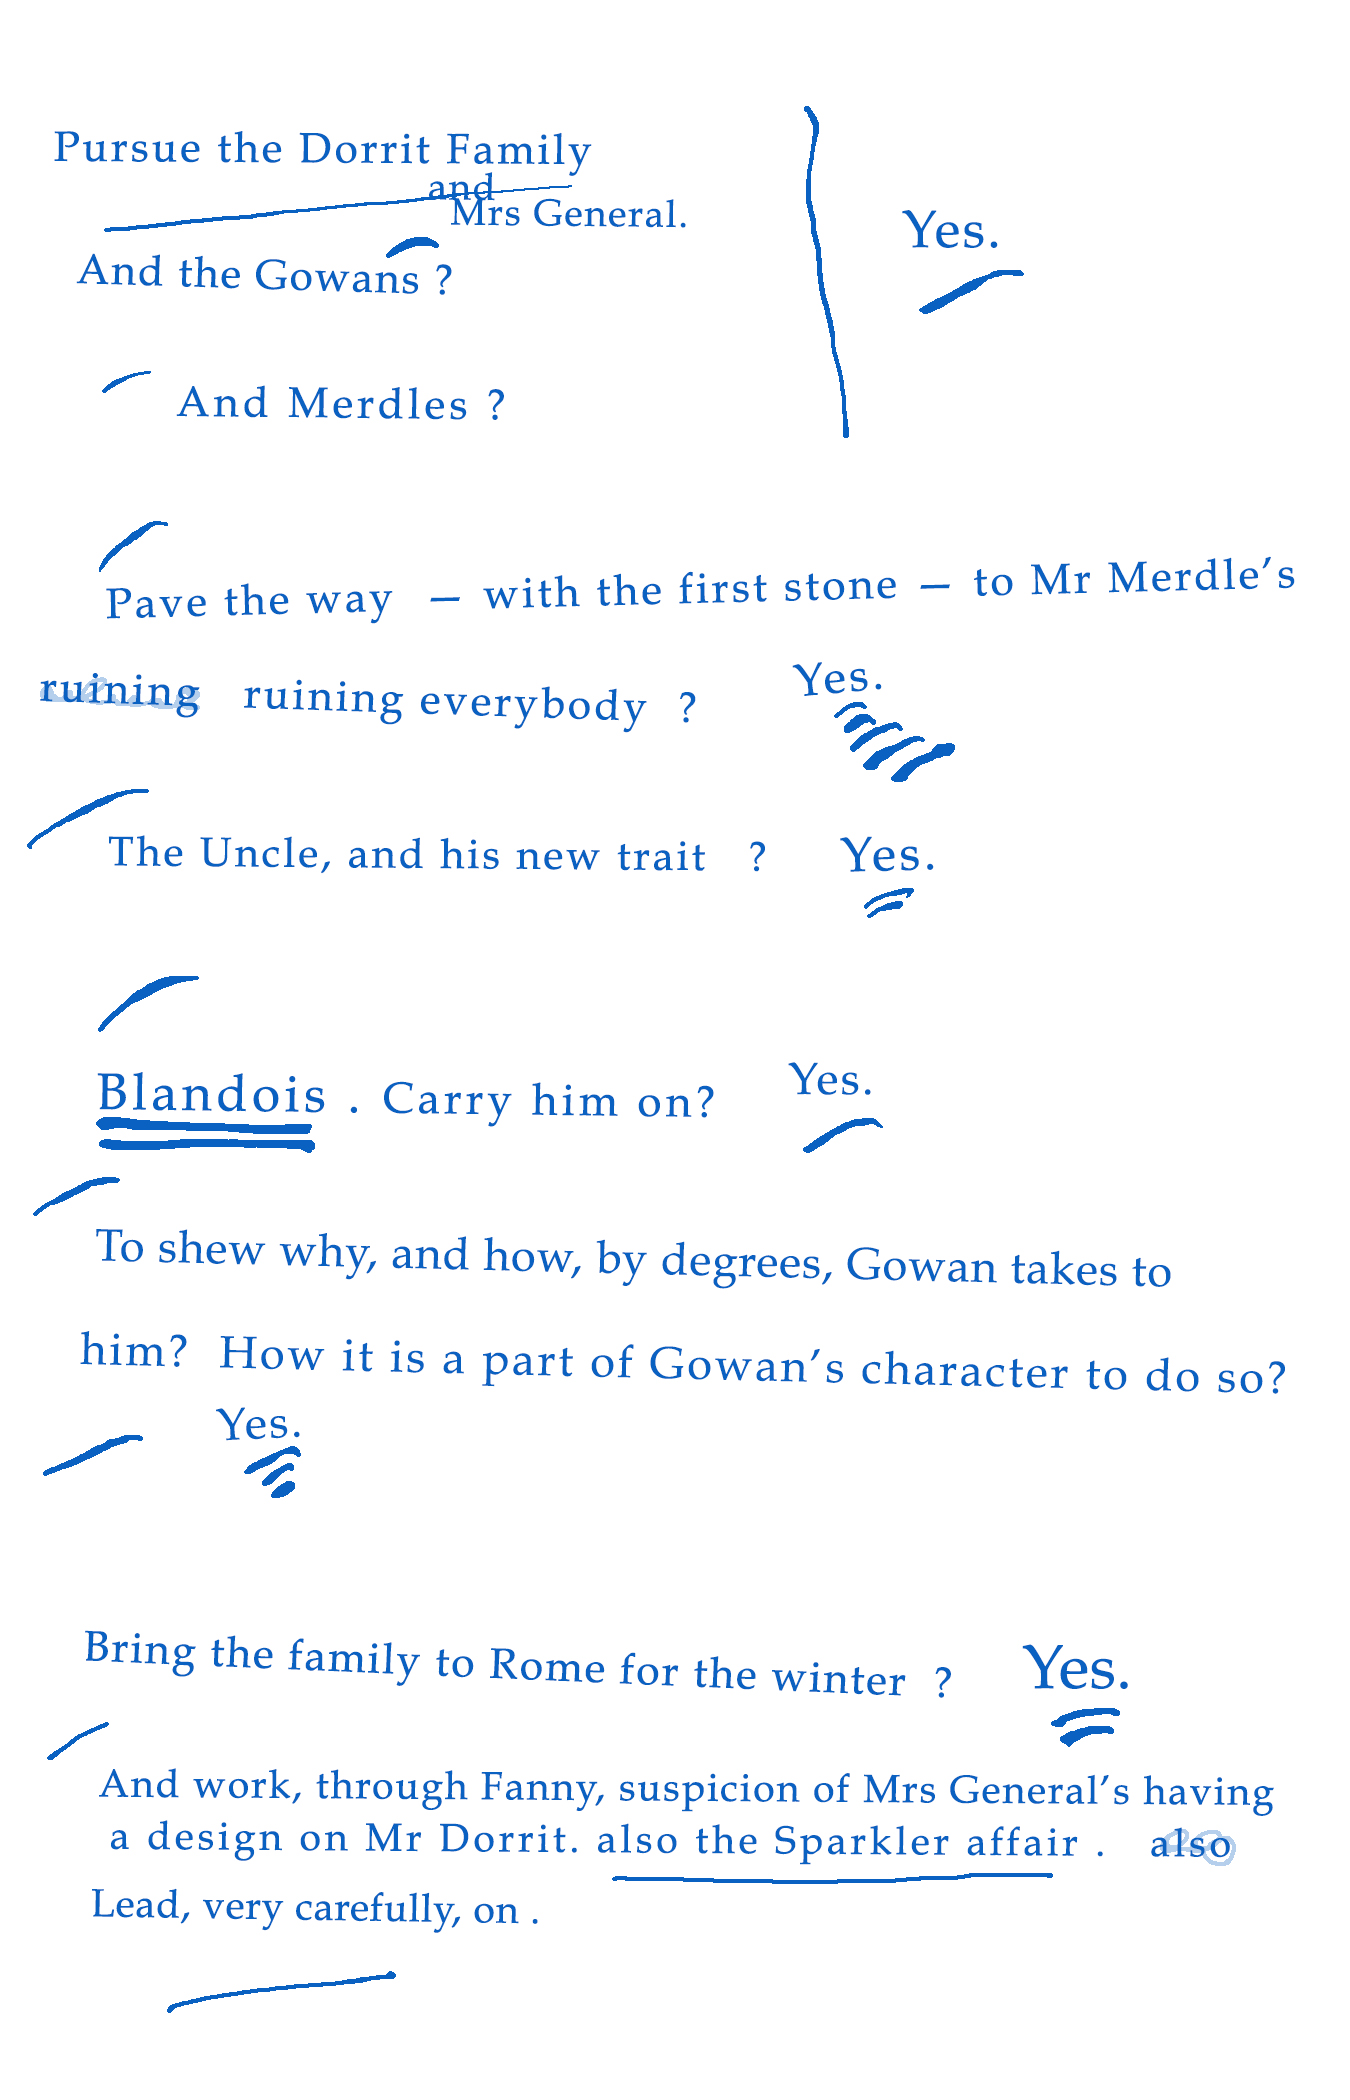 Pursue the Dorrit Family
and
Mrs General.
Yes.
And the Gowans ?
And Merdles ?
Pave the way — with the first stone — to Mr Merdle’s
ruining ruining everybody ? Yes.
The Uncle, and his new trait ? Yes.
Blandois . Carry him on? Yes.
To shew why, and how, by degrees, Gowan takes to
him? How it is a part of Gowan’s character to do so?
Yes.
Bring the family to Rome for the winter ? Yes.
And work, through Fanny, suspicion of Mrs General’s having
a design on Mr Dorrit. also the Sparkler affair . also
Lead, very carefully, on .